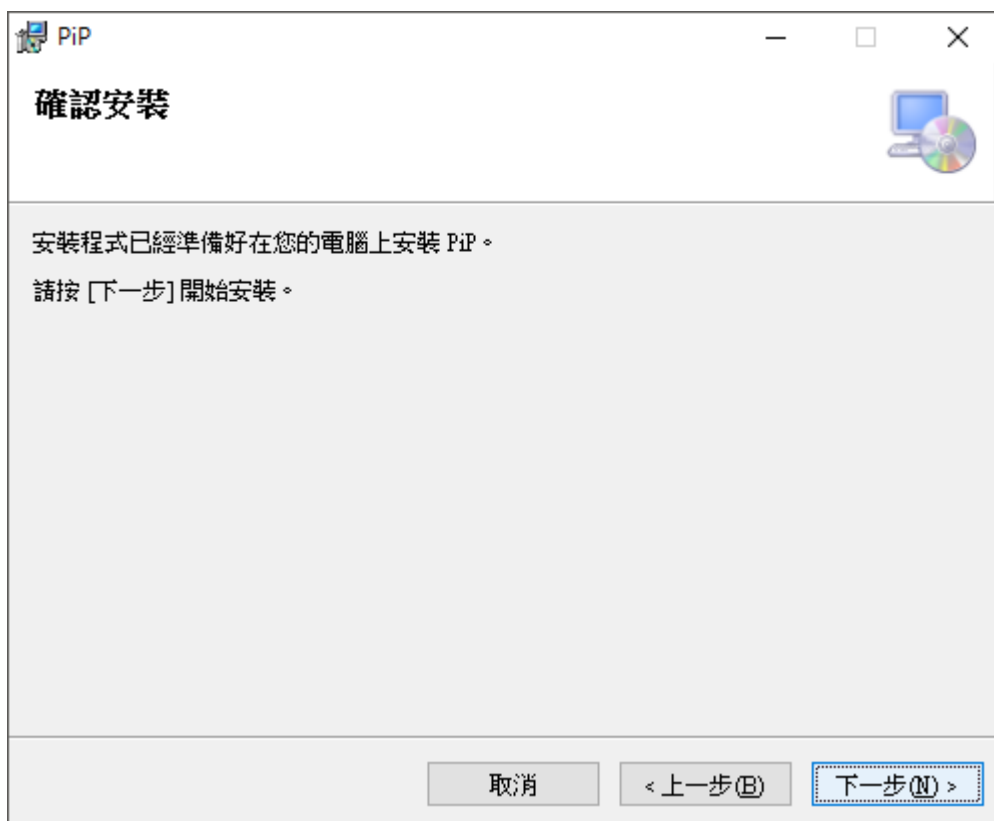 PiP
確認安裝
安裝程式已經準備好在您的電腦上安裝 PiP。
請按 [下一步] 開始安裝。
取消
< 上一步(B)
下一步(N) >